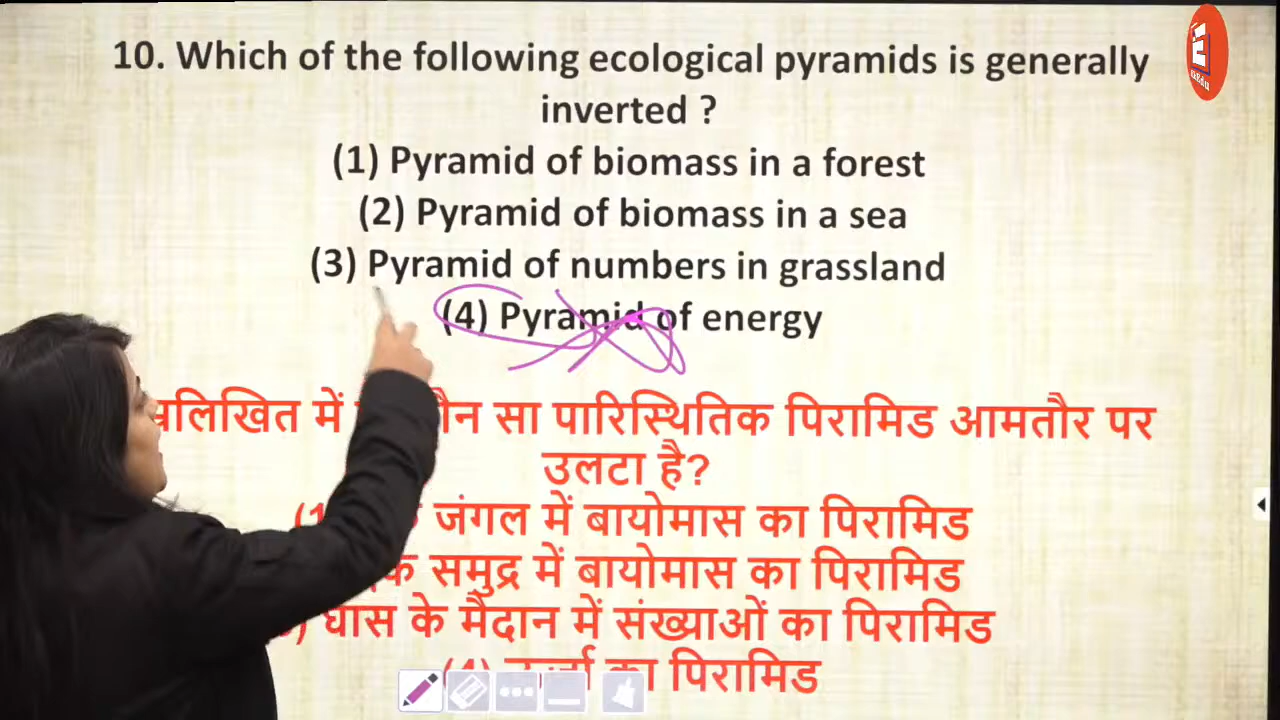 10. Which of the following ecological pyramids is generally
inverted ?
(1) Pyramid of biomass in a forest
(2) Pyramid of biomass in a sea
(3) Pyramid of numbers in grassland
(4) Pyramid of energy
में सा पारिस्थितिक पिरामिड आमतौर पर
उलटा है?
जंगल में बायोमास का पिरामिड
समुद्र में बायोमास का पिरामिड
घास के मैदान में संख्याओं का पिरामिड
का पिरामिड